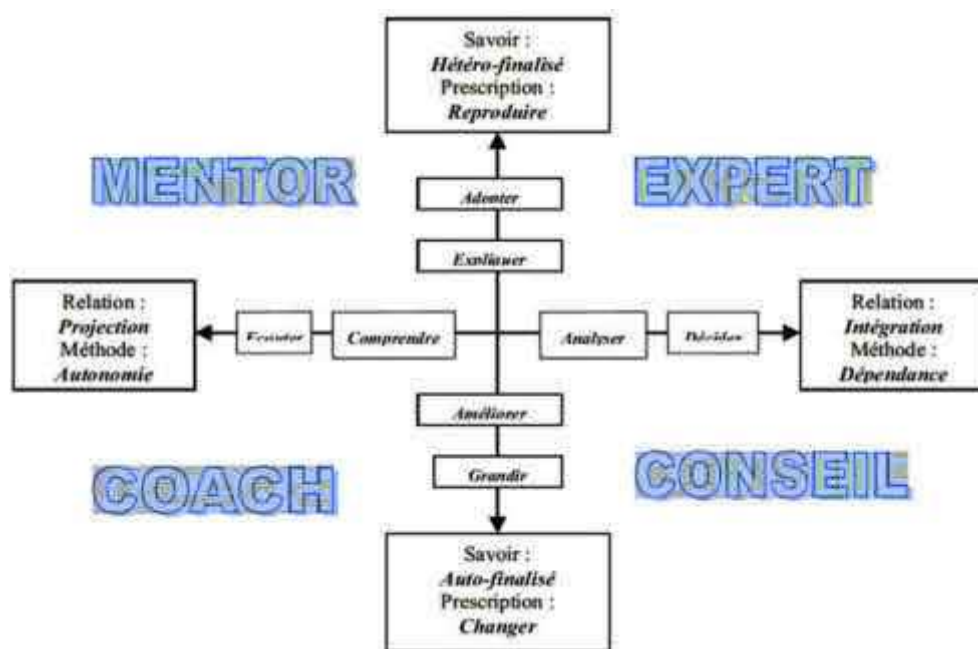 Savoir :
Hétéro-finalisé
Prescription :
Reproduire
MENTOR
EXPERT
Expliquer
Relation :
Projection
Méthode :
Autonomie
Comprendre
Analyser
Relation :
Intégration
Méthode :
Dépendance
Améliorer
COACH
Grandir
CONSEIL
Savoir :
Auto-finalisé
Prescription :
Changer